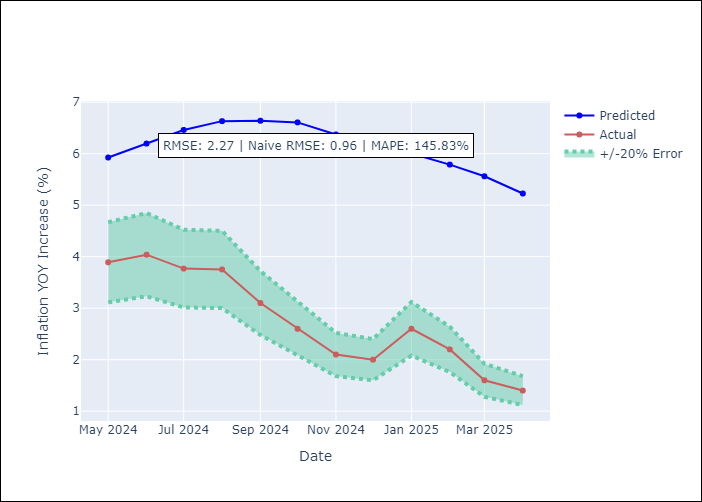 7
6
5
4
3
2
1
Inflation YOY Increase (%)
RMSE: 2.27 | Naive RMSE: 0.96 | MAPE: 145.83%
Predicted
Actual
+/-20% Error
May 2024
Jul 2024
Sep 2024
Nov 2024
Jan 2025
Mar 2025
Date